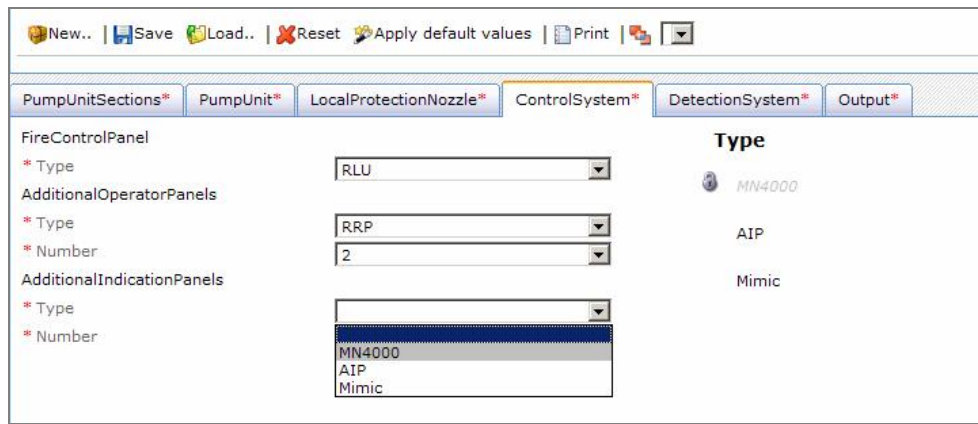 New.. | Save Load.. | Reset Apply default values | Print |
PumpUnitSections* PumpUnit* LocalProtectionNozzle* ControlSystem* DetectionSystem* Output*
FireControlPanel
* Type RLU
AdditionalOperatorPanels
* Type RRP
* Number 2
AdditionalIndicationPanels
* Type
* Number
MN4000
AIP
Mimic
Type
MN4000
AIP
Mimic